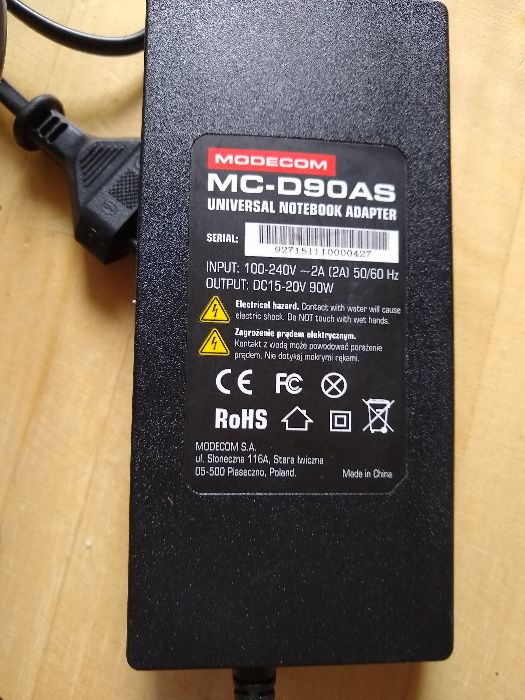 MODECOM
MC-D90AS
UNIVERSAL NOTEBOOK ADAPTER
SERIAL:
927151110000427
INPUT: 100-240V ~2A (2A) 50/60 Hz
OUTPUT: DC15-20V 90W
Electrical hazard. Contact with water will cause
electric shock. Do NOT touch with wet hands.
Zagrożenie prądem elektrycznym.
Kontakt z wodą może powodować porażenie
prądem. Nie dotykaj mokrymi rękami.
CE FC
RoHS
MODECOM S.A.
ul. Słoneczna 116A, Stara Iwiczna
05-500 Piaseczno, Poland.
Made in China